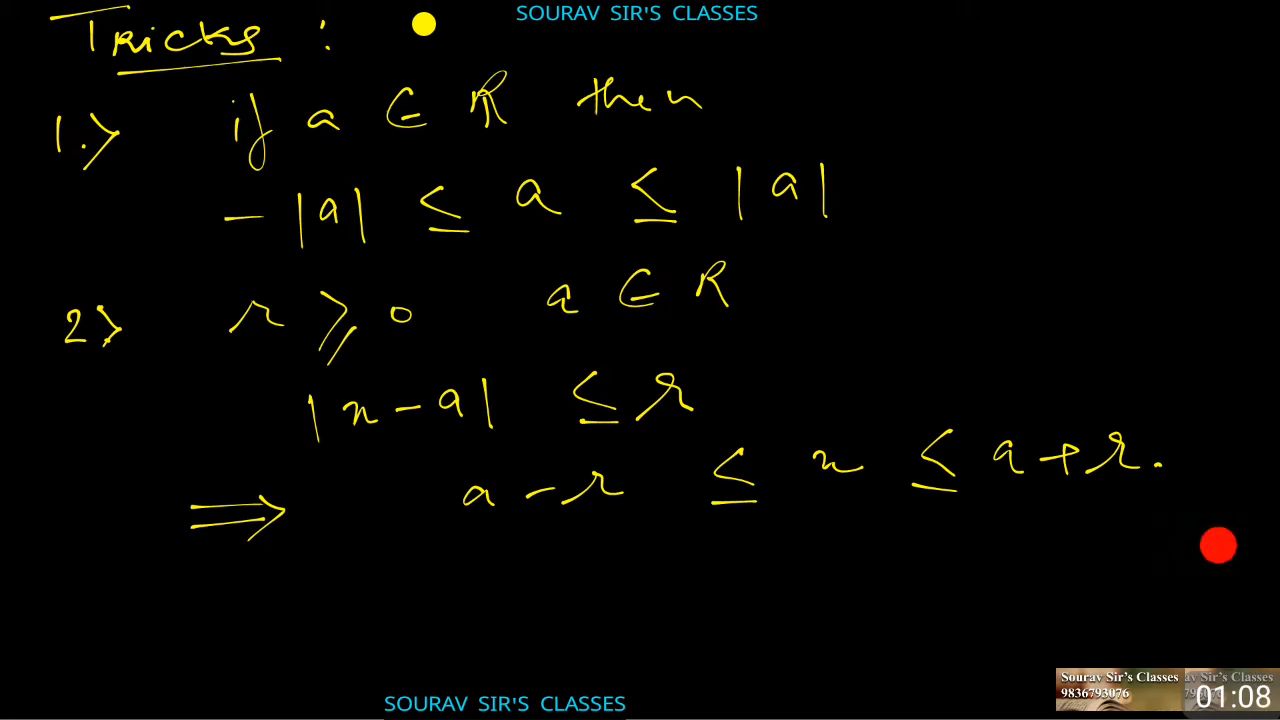 SOURAV SIR'S CLASSES
Tricks :
1.) if a ∈ R then
-|a| ≤ a ≤ |a|
2) r ⩾ 0 a ∈ R
|x-a| ≤ r
⟹ a-r ≤ x ≤ a+r.
SOURAV SIR'S CLASSES
Sourav Sir's Classes
9836793076
01:08